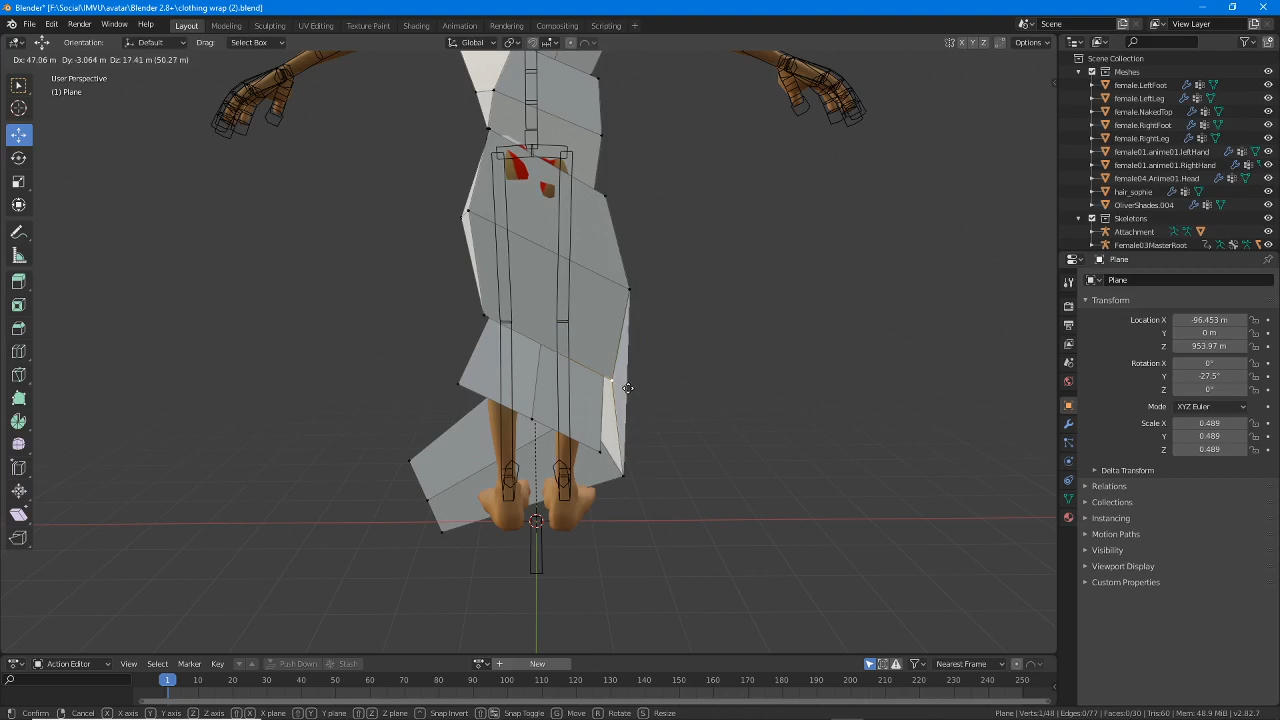 Blender* [F:\Social\IMVU\avatar\Blender 2.8+\clothing wrap (2).blend]
File Edit Render Window Help Layout Modeling Sculpting UV Editing Texture Paint Shading Animation Rendering Compositing Scripting Scene View Layer
Orientation: Default Drag: Select Box Global X Y Z Options
Dx: 47.06 m Dy: -3.064 m Dz: 17.41 m (50.27 m)
User Perspective
(1) Plane
Scene Collection
Meshes
female.LeftFoot
female.LeftLeg
female.NakedTop
female.RightFoot
female.RightLeg
female01.anime01.leftHand
female01.anime01.RightHand
female04.Anime01.Head
hair_sophie
OliverShades.004
Skeletons
Attachment
Female03MasterRoot
Plane
Plane
Transform
Location X -96.453 m
Y 0 m
Z 953.97 m
Rotation X 0°
Y -27.5°
Z 0°
Mode XYZ Euler
Scale X 0.489
Y 0.489
Z 0.489
Delta Transform
Relations
Collections
Instancing
Motion Paths
Visibility
Viewport Display
Custom Properties
Action Editor View Select Marker Key Push Down Stash New Nearest Frame
1 10 20 30 40 50 60 70 80 90 100 110 120 130 140 150 160 170 180 190 200 210 220 230 240 250
Confirm Cancel X X axis Y Y axis Z Z axis X X plane Y Y plane Z Z plane Snap Invert Snap Toggle G Move R Rotate S Resize Plane | Verts:1/48 | Edges:0/77 | Faces:0/30 | Tris:60 | Mem: 48.9 MiB | v2.82.7